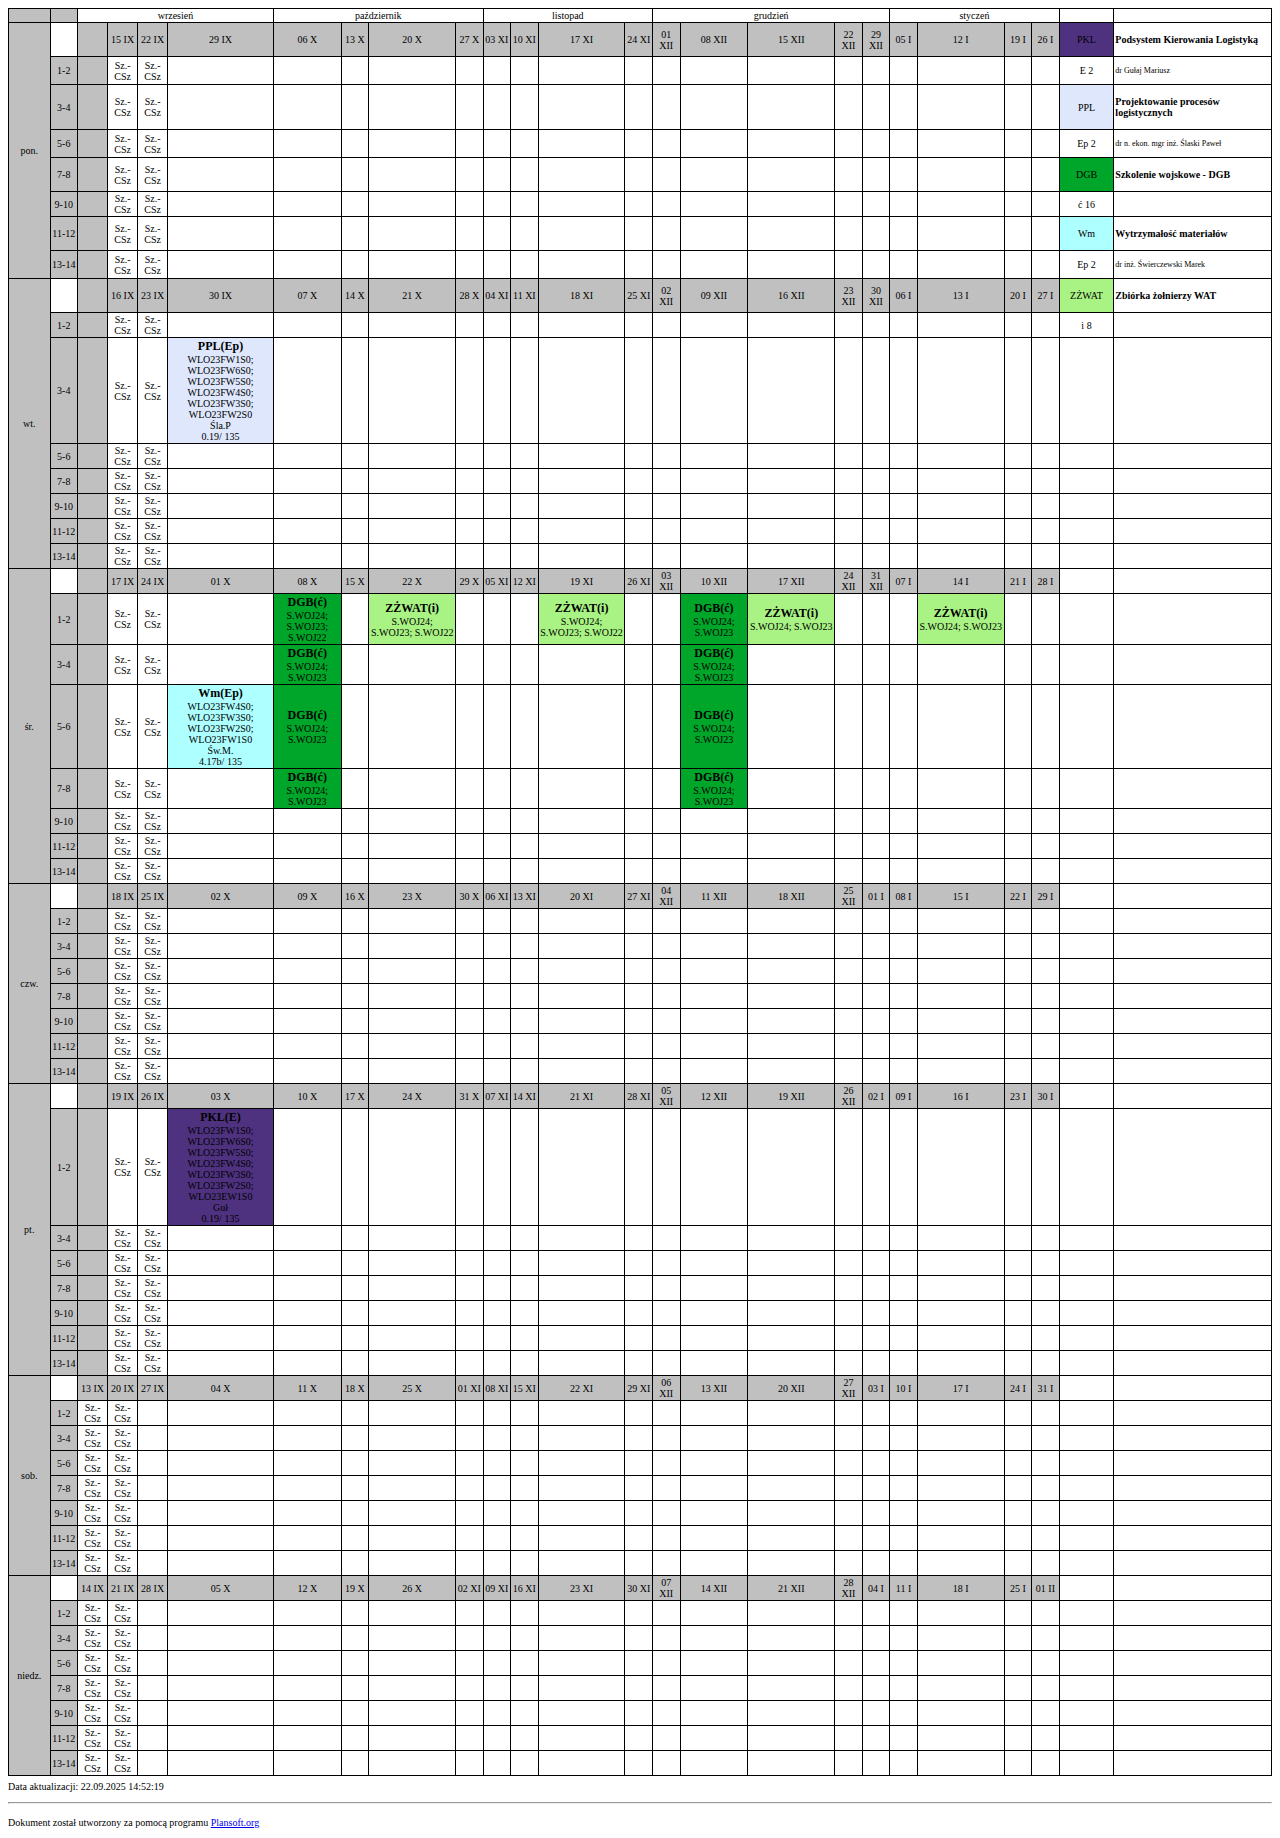 wrzesień październik listopad grudzień styczeń
pon. 15 IX 22 IX 29 IX 06 X 13 X 20 X 27 X 03 XI 10 XI 17 XI 24 XI 01 XII 08 XII 15 XII 22 XII 29 XII 05 I 12 I 19 I 26 I PKL Podsystem Kierowania Logistyką
1-2 Sz.-CSz Sz.-CSz E 2 dr Gułaj Mariusz
3-4 Sz.-CSz Sz.-CSz PPL Projektowanie procesów logistycznych
5-6 Sz.-CSz Sz.-CSz Ep 2 dr n. ekon. mgr inż. Ślaski Paweł
7-8 Sz.-CSz Sz.-CSz DGB Szkolenie wojskowe - DGB
9-10 Sz.-CSz Sz.-CSz ć 16
11-12 Sz.-CSz Sz.-CSz Wm Wytrzymałość materiałów
13-14 Sz.-CSz Sz.-CSz Ep 2 dr inż. Świerczewski Marek
wt. 16 IX 23 IX 30 IX 07 X 14 X 21 X 28 X 04 XI 11 XI 18 XI 25 XI 02 XII 09 XII 16 XII 23 XII 30 XII 06 I 13 I 20 I 27 I ZŻWAT Zbiórka żołnierzy WAT
1-2 Sz.-CSz Sz.-CSz i 8
3-4 Sz.-CSz Sz.-CSz
PPL(Ep)
WLO23FW1S0;
WLO23FW6S0;
WLO23FW5S0;
WLO23FW4S0;
WLO23FW3S0;
WLO23FW2S0
Śla.P
0.19/ 135
5-6 Sz.-CSz Sz.-CSz
7-8 Sz.-CSz Sz.-CSz
9-10 Sz.-CSz Sz.-CSz
11-12 Sz.-CSz Sz.-CSz
13-14 Sz.-CSz Sz.-CSz
śr. 17 IX 24 IX 01 X 08 X 15 X 22 X 29 X 05 XI 12 XI 19 XI 26 XI 03 XII 10 XII 17 XII 24 XII 31 XII 07 I 14 I 21 I 28 I
1-2 Sz.-CSz Sz.-CSz
DGB(ć)
S.WOJ24;
S.WOJ23;
S.WOJ22
ZŻWAT(i)
S.WOJ24;
S.WOJ23; S.WOJ22
ZŻWAT(i)
S.WOJ24;
S.WOJ23; S.WOJ22
DGB(ć)
S.WOJ24;
S.WOJ23
ZŻWAT(i)
S.WOJ24; S.WOJ23
ZŻWAT(i)
S.WOJ24; S.WOJ23
3-4 Sz.-CSz Sz.-CSz
DGB(ć)
S.WOJ24;
S.WOJ23
DGB(ć)
S.WOJ24;
S.WOJ23
5-6 Sz.-CSz Sz.-CSz
Wm(Ep)
WLO23FW4S0;
WLO23FW3S0;
WLO23FW2S0;
WLO23FW1S0
Św.M.
4.17b/ 135
DGB(ć)
S.WOJ24;
S.WOJ23
DGB(ć)
S.WOJ24;
S.WOJ23
7-8 Sz.-CSz Sz.-CSz
DGB(ć)
S.WOJ24;
S.WOJ23
DGB(ć)
S.WOJ24;
S.WOJ23
9-10 Sz.-CSz Sz.-CSz
11-12 Sz.-CSz Sz.-CSz
13-14 Sz.-CSz Sz.-CSz
czw. 18 IX 25 IX 02 X 09 X 16 X 23 X 30 X 06 XI 13 XI 20 XI 27 XI 04 XII 11 XII 18 XII 25 XII 01 I 08 I 15 I 22 I 29 I
1-2 Sz.-CSz Sz.-CSz
3-4 Sz.-CSz Sz.-CSz
5-6 Sz.-CSz Sz.-CSz
7-8 Sz.-CSz Sz.-CSz
9-10 Sz.-CSz Sz.-CSz
11-12 Sz.-CSz Sz.-CSz
13-14 Sz.-CSz Sz.-CSz
pt. 19 IX 26 IX 03 X 10 X 17 X 24 X 31 X 07 XI 14 XI 21 XI 28 XI 05 XII 12 XII 19 XII 26 XII 02 I 09 I 16 I 23 I 30 I
1-2 Sz.-CSz Sz.-CSz
PKL(E)
WLO23FW1S0;
WLO23FW6S0;
WLO23FW5S0;
WLO23FW4S0;
WLO23FW3S0;
WLO23FW2S0;
WLO23EW1S0
Guł
0.19/ 135
3-4 Sz.-CSz Sz.-CSz
5-6 Sz.-CSz Sz.-CSz
7-8 Sz.-CSz Sz.-CSz
9-10 Sz.-CSz Sz.-CSz
11-12 Sz.-CSz Sz.-CSz
13-14 Sz.-CSz Sz.-CSz
sob. 13 IX 20 IX 27 IX 04 X 11 X 18 X 25 X 01 XI 08 XI 15 XI 22 XI 29 XI 06 XII 13 XII 20 XII 27 XII 03 I 10 I 17 I 24 I 31 I
1-2 Sz.-CSz Sz.-CSz
3-4 Sz.-CSz Sz.-CSz
5-6 Sz.-CSz Sz.-CSz
7-8 Sz.-CSz Sz.-CSz
9-10 Sz.-CSz Sz.-CSz
11-12 Sz.-CSz Sz.-CSz
13-14 Sz.-CSz Sz.-CSz
niedz. 14 IX 21 IX 28 IX 05 X 12 X 19 X 26 X 02 XI 09 XI 16 XI 23 XI 30 XI 07 XII 14 XII 21 XII 28 XII 04 I 11 I 18 I 25 I 01 II
1-2 Sz.-CSz Sz.-CSz
3-4 Sz.-CSz Sz.-CSz
5-6 Sz.-CSz Sz.-CSz
7-8 Sz.-CSz Sz.-CSz
9-10 Sz.-CSz Sz.-CSz
11-12 Sz.-CSz Sz.-CSz
13-14 Sz.-CSz Sz.-CSz
Data aktualizacji: 22.09.2025 14:52:19
Dokument został utworzony za pomocą programu Plansoft.org